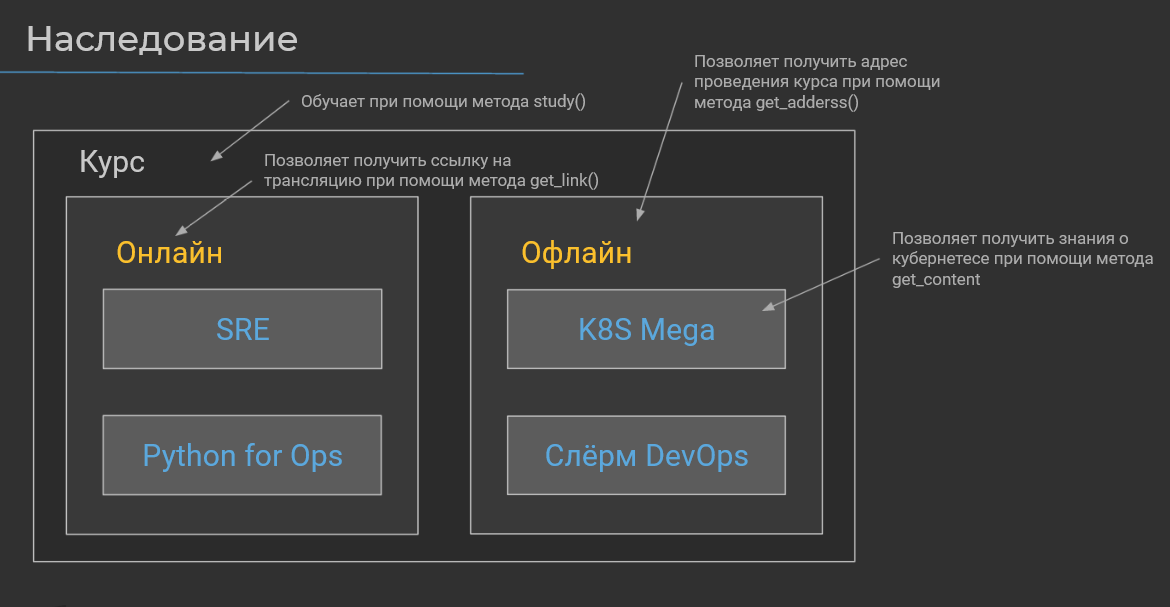 Наследование
Позволяет получить адрес
проведения курса при помощи
метода get_adderss()
Обучает при помощи метода study()
Курс
Позволяет получить ссылку на
трансляцию при помощи метода get_link()
Онлайн
Офлайн
Позволяет получить знания о
кубернетесе при помощи метода
get_content
SRE
K8S Mega
Python for Ops
Слёрм DevOps